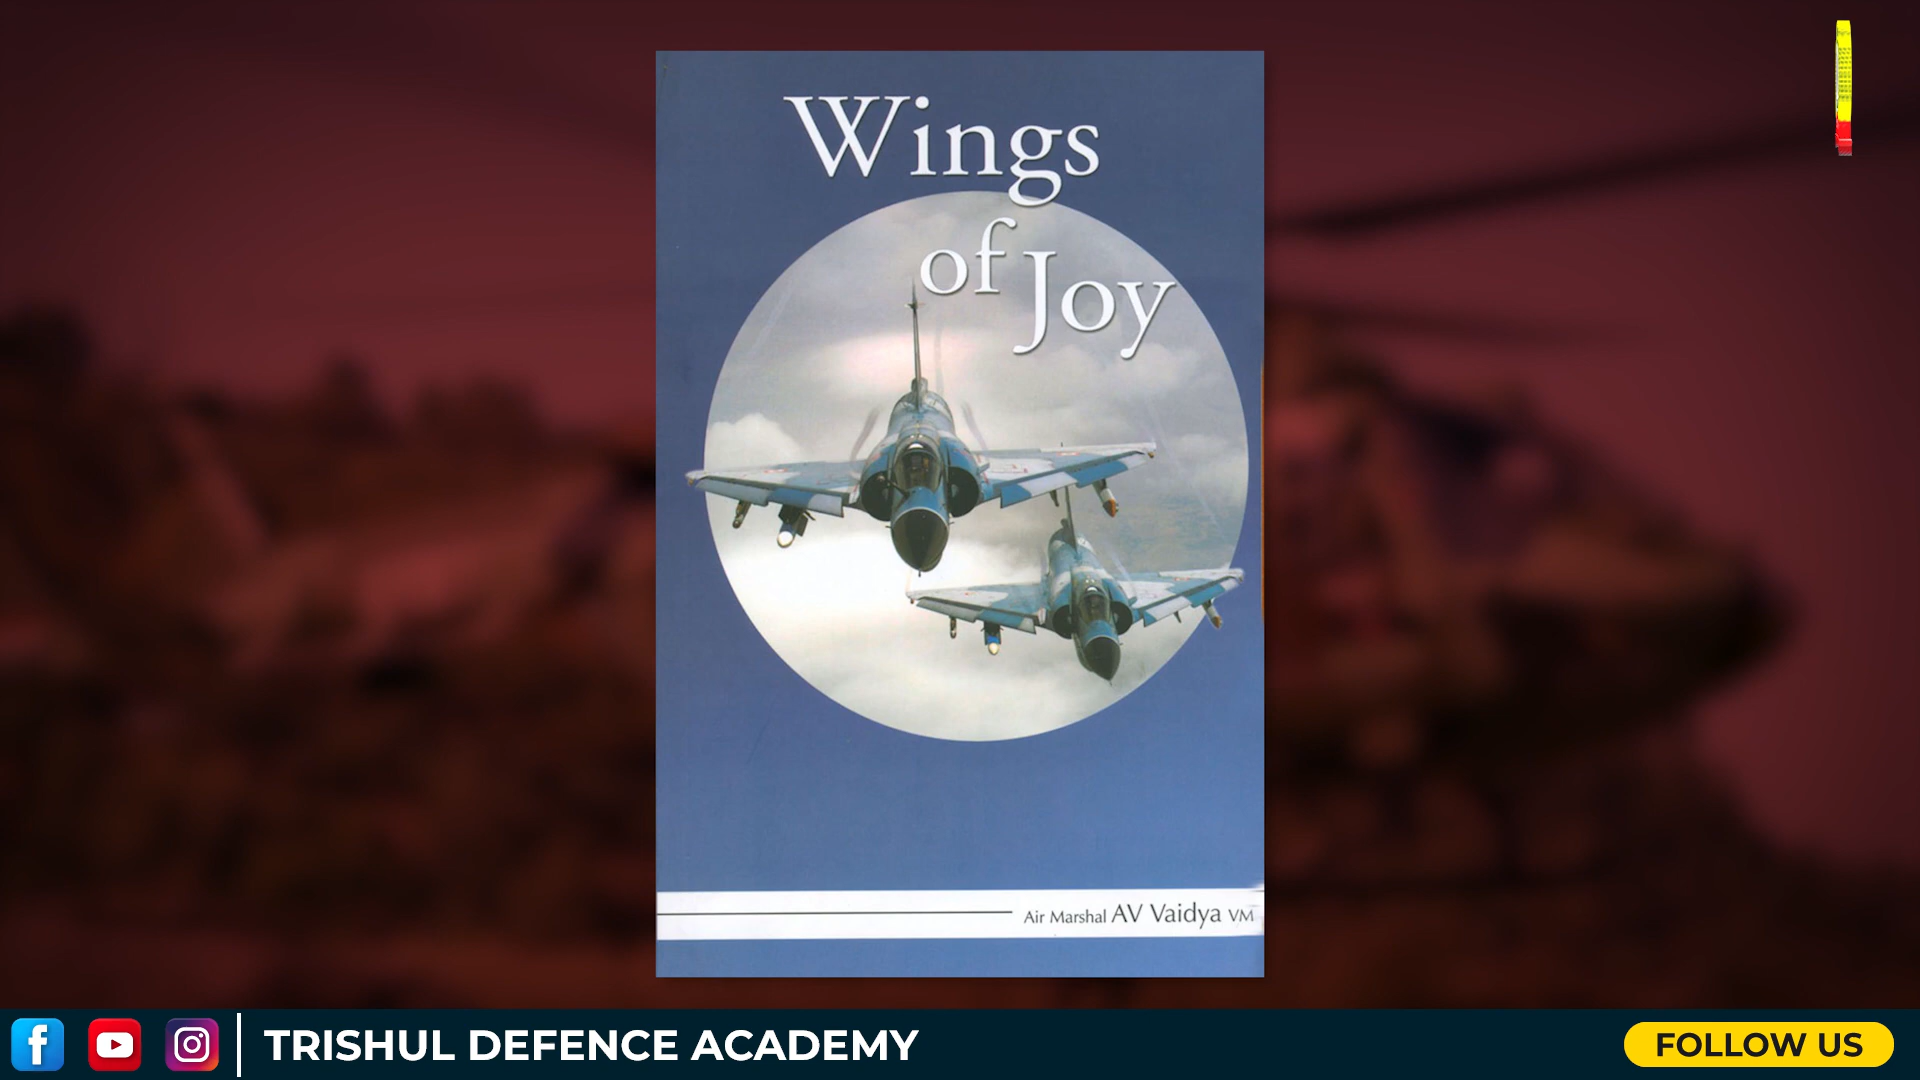 Wings
of Joy
Air Marshal AV Vaidya VM
TRISHUL DEFENCE ACADEMY
FOLLOW US